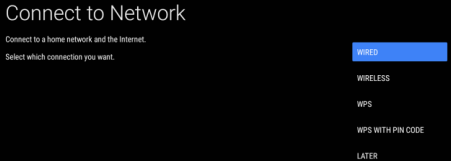 Connect to Network
Connect to a home network and the Internet.
Select which connection you want.
WIRED
WIRELESS
WPS
WPS WITH PIN CODE
LATER